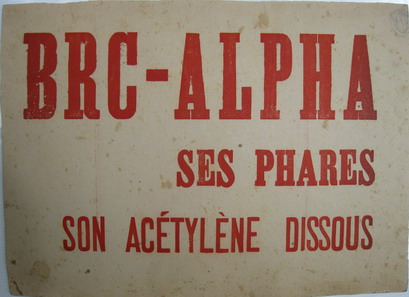 BRC-ALPHA
SES PHARES
SON ACÉTYLÈNE DISSOUS